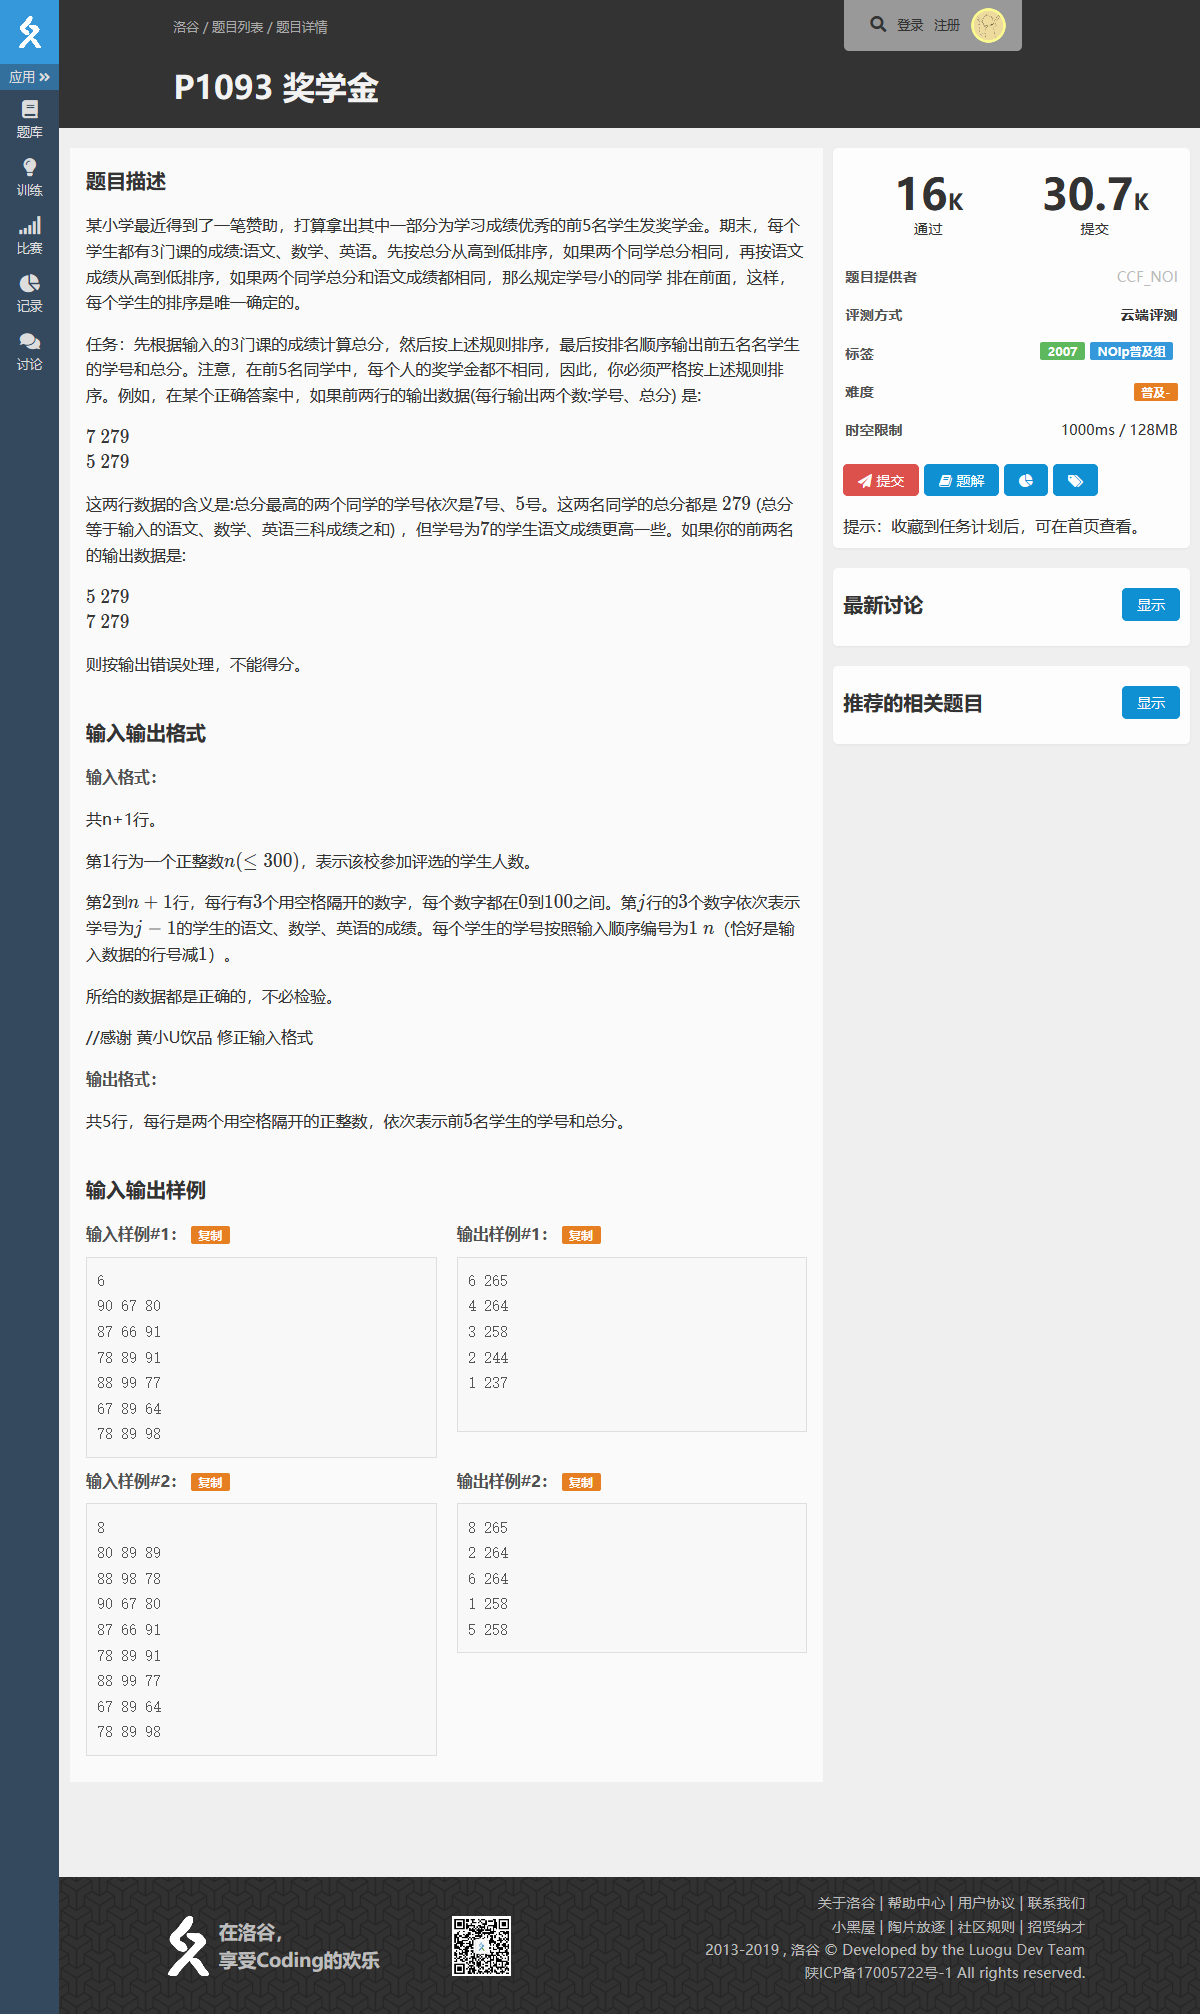 洛谷 / 题目列表 / 题目详情
登录 注册
P1093 奖学金
应用
题库
训练
比赛
记录
讨论
题目描述
某小学最近得到了一笔赞助，打算拿出其中一部分为学习成绩优秀的前5名学生发奖学金。期末，每个
学生都有3门课的成绩:语文、数学、英语。先按总分从高到低排序，如果两个同学总分相同，再按语文
成绩从高到低排序，如果两个同学总分和语文成绩都相同，那么规定学号小的同学 排在前面，这样，
每个学生的排序是唯一确定的。
任务：先根据输入的3门课的成绩计算总分，然后按上述规则排序，最后按排名顺序输出前五名名学生
的学号和总分。注意，在前5名同学中，每个人的奖学金都不相同，因此，你必须严格按上述规则排
序。例如，在某个正确答案中，如果前两行的输出数据(每行输出两个数:学号、总分) 是:
7 279
5 279
这两行数据的含义是:总分最高的两个同学的学号依次是7号、5号。这两名同学的总分都是 279 (总分
等于输入的语文、数学、英语三科成绩之和) ，但学号为7的学生语文成绩更高一些。如果你的前两名
的输出数据是:
5 279
7 279
则按输出错误处理，不能得分。
输入输出格式
输入格式：
共n+1行。
第1行为一个正整数n(≤ 300)，表示该校参加评选的学生人数。
第2到n + 1行，每行有3个用空格隔开的数字，每个数字都在0到100之间。第j行的3个数字依次表示
学号为j − 1的学生的语文、数学、英语的成绩。每个学生的学号按照输入顺序编号为1 n（恰好是输
入数据的行号减1）。
所给的数据都是正确的，不必检验。
//感谢 黄小U饮品 修正输入格式
输出格式：
共5行，每行是两个用空格隔开的正整数，依次表示前5名学生的学号和总分。
输入输出样例
输入样例#1： 复制
6
90 67 80
87 66 91
78 89 91
88 99 77
67 89 64
78 89 98
输出样例#1： 复制
6 265
4 264
3 258
2 244
1 237
输入样例#2： 复制
8
80 89 89
88 98 78
90 67 80
87 66 91
78 89 91
88 99 77
67 89 64
78 89 98
输出样例#2： 复制
8 265
2 264
6 264
1 258
5 258
16K 30.7K
通过 提交
题目提供者 CCF_NOI
评测方式 云端评测
标签 2007 NOIp普及组
难度 普及-
时空限制 1000ms / 128MB
提交 题解
提示：收藏到任务计划后，可在首页查看。
最新讨论 显示
推荐的相关题目 显示
在洛谷，
享受Coding的欢乐
关于洛谷 | 帮助中心 | 用户协议 | 联系我们
小黑屋 | 陶片放逐 | 社区规则 | 招贤纳才
2013-2019 , 洛谷 © Developed by the Luogu Dev Team
陕ICP备17005722号-1 All rights reserved.